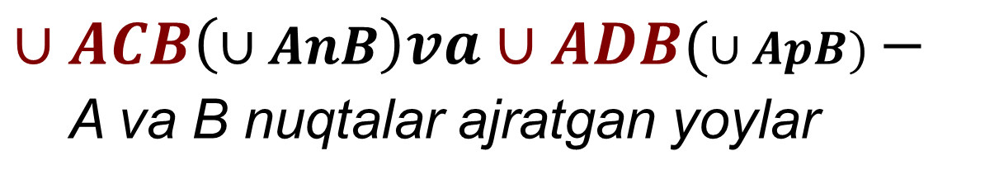 ∪ ACB(∪ AnB)va ∪ ADB(∪ ApB) −
A va B nuqtalar ajratgan yoylar